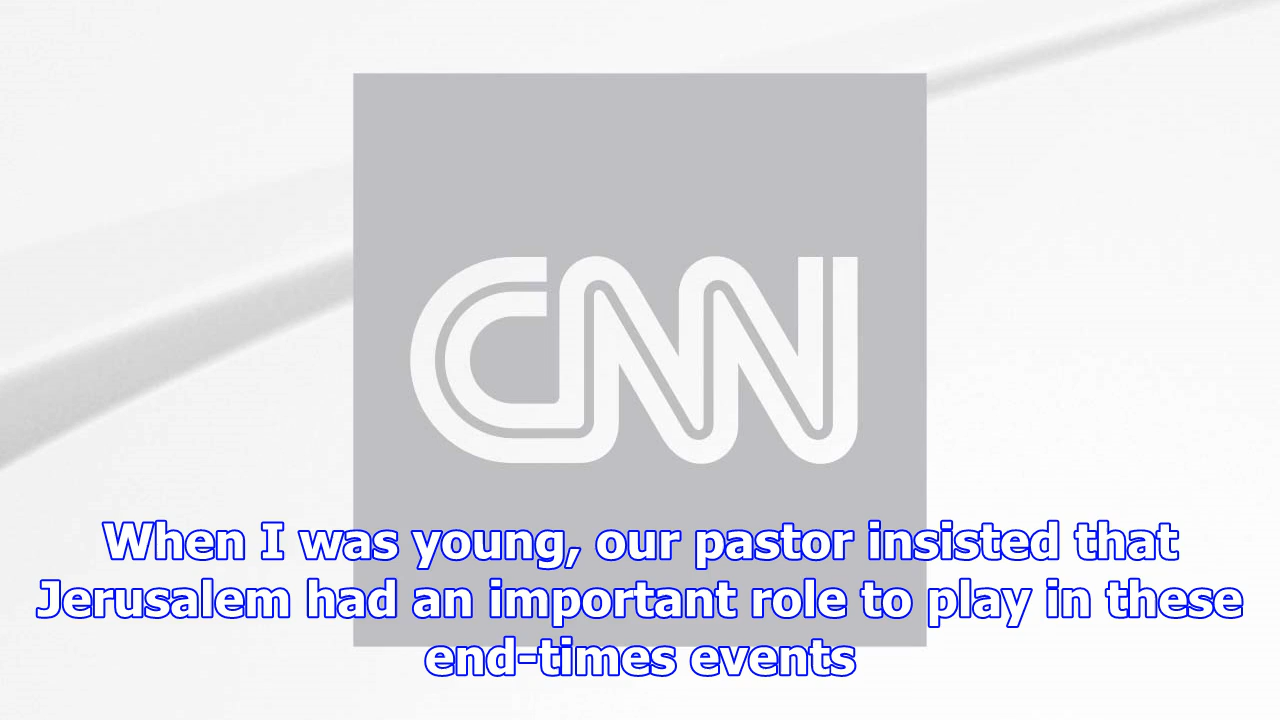 CNN
When I was young, our pastor insisted that
Jerusalem had an important role to play in these
end-times events